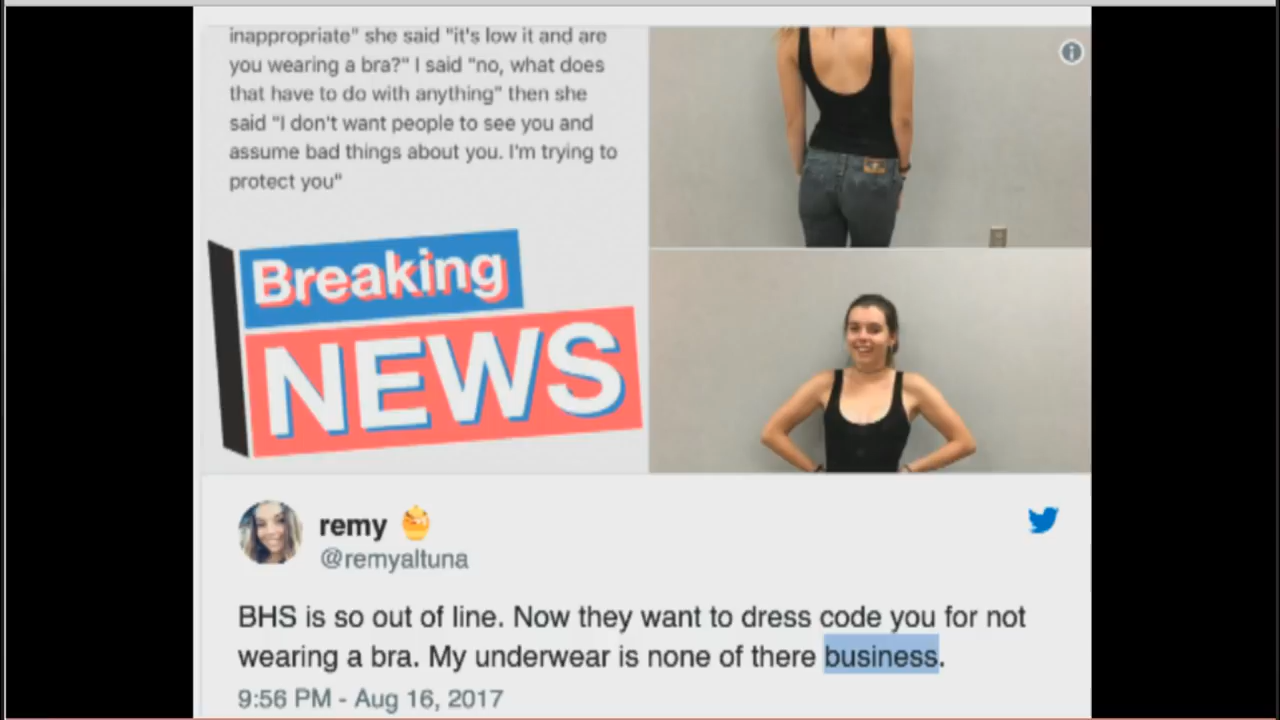 inappropriate" she said "it's low it and are
you wearing a bra?" I said "no, what does
that have to do with anything" then she
said "I don't want people to see you and
assume bad things about you. I'm trying to
protect you"
Breaking
NEWS
remy
@remyaltuna
BHS is so out of line. Now they want to dress code you for not
wearing a bra. My underwear is none of there business.
9:56 PM - Aug 16, 2017